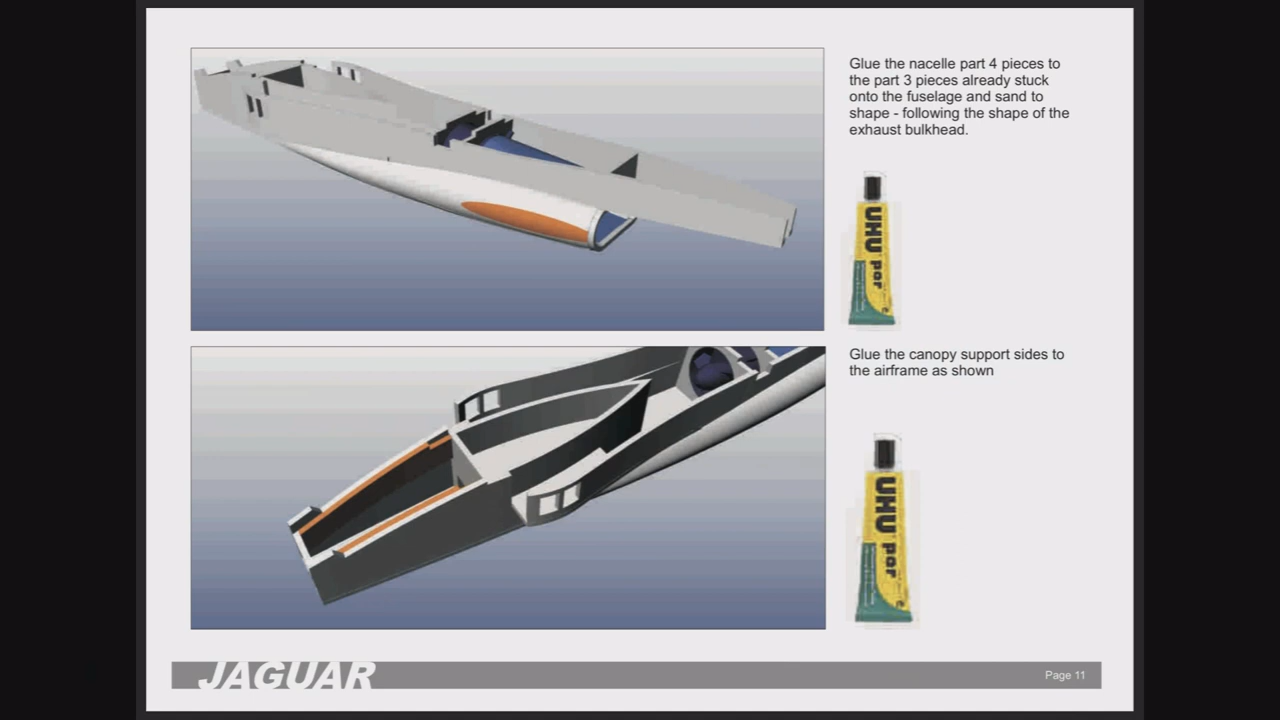 Glue the nacelle part 4 pieces to
the part 3 pieces already stuck
onto the fuselage and sand to
shape - following the shape of the
exhaust bulkhead.
UHU por
Glue the canopy support sides to
the airframe as shown
UHU por
JAGUAR
Page 11